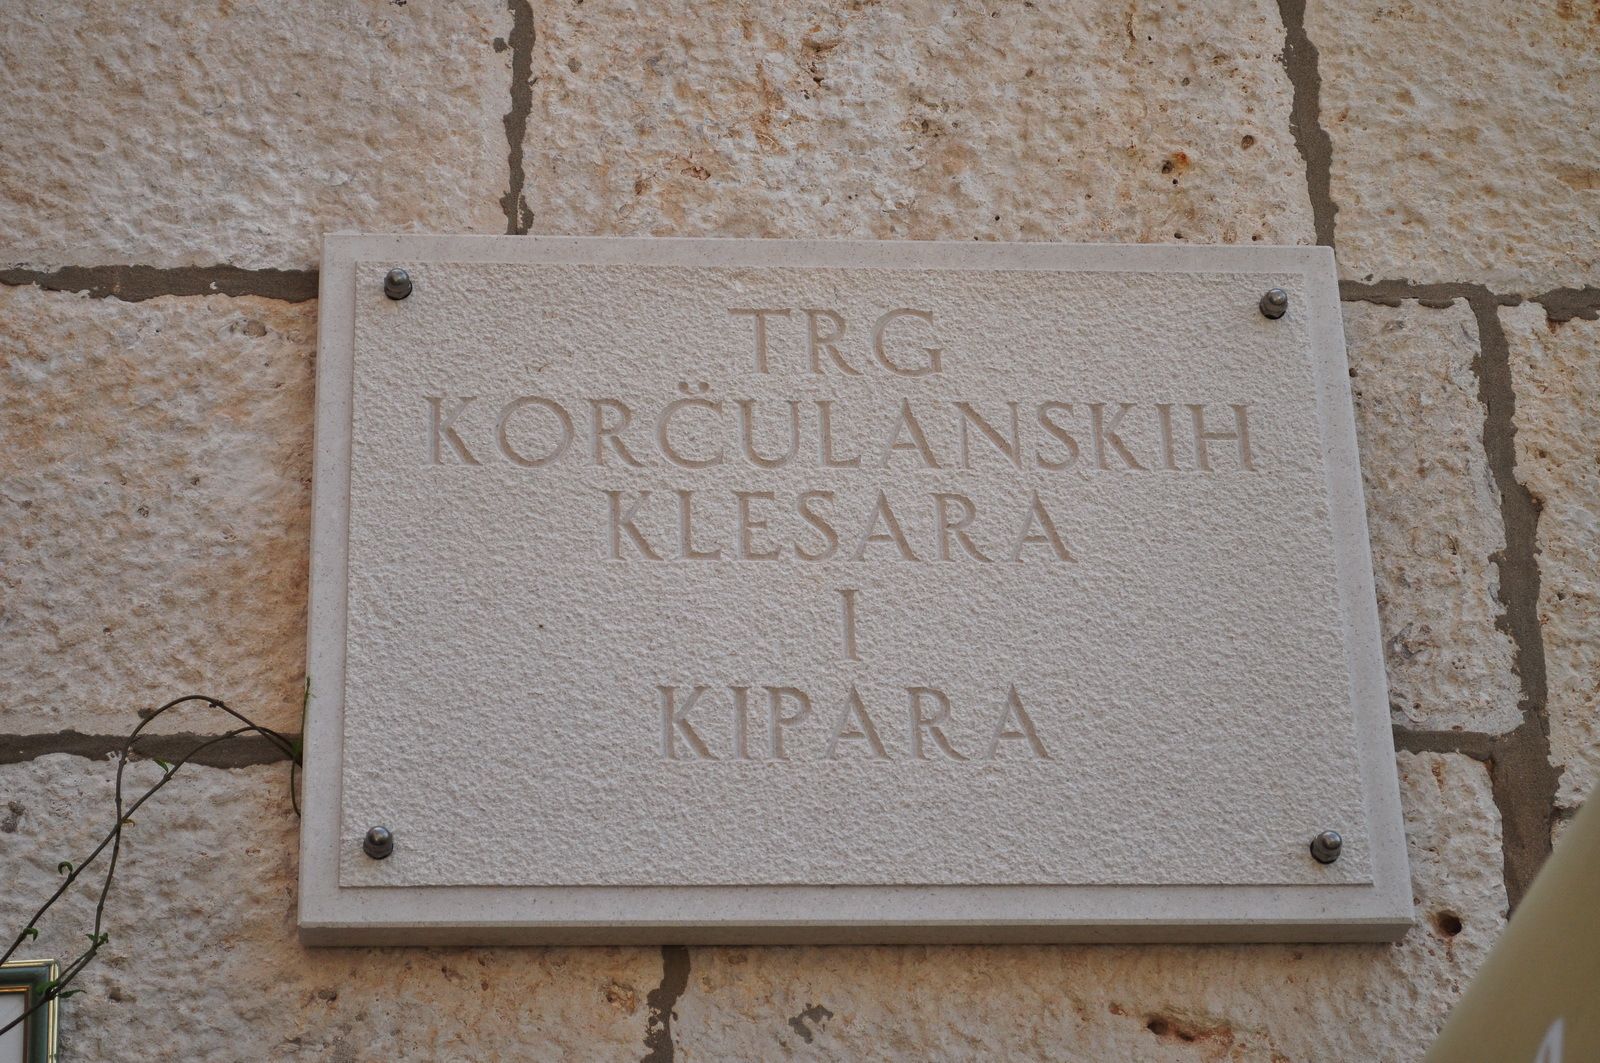 TRG
KORČULANSKIH
KLESARA
I
KIPARA